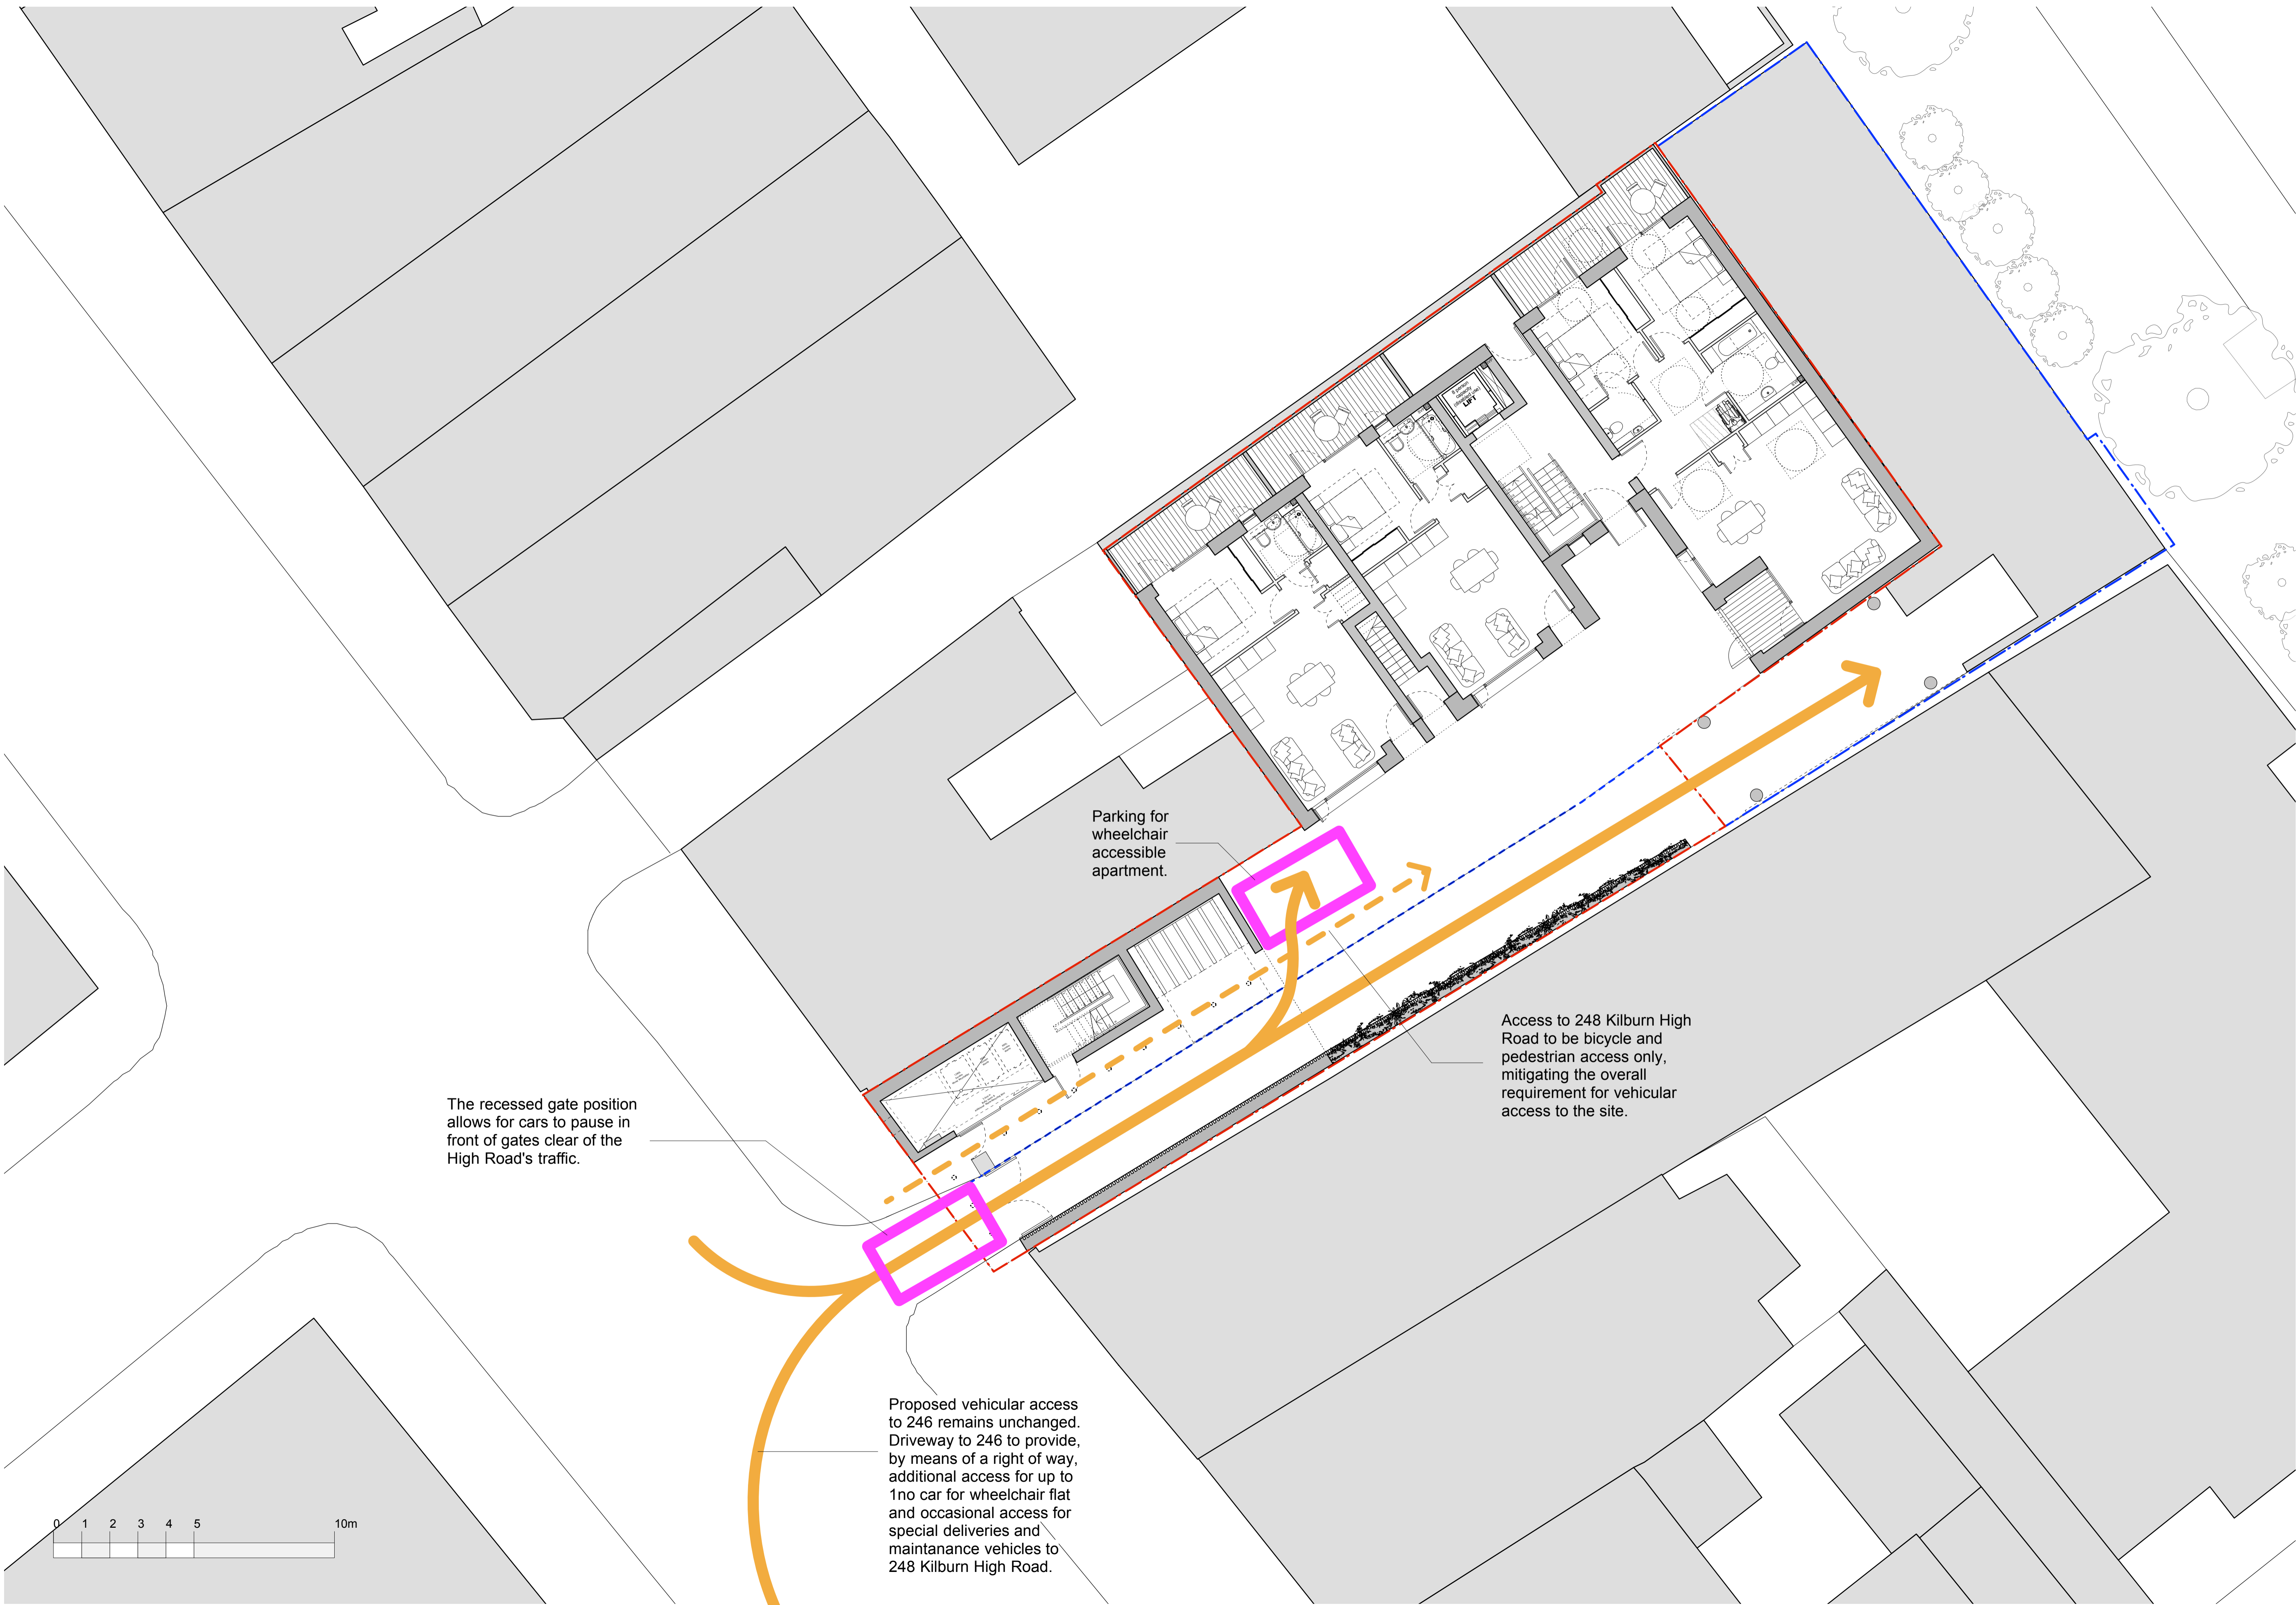 8 person
capacity
(disabled use)
LIFT
Parking for
wheelchair
accessible
apartment.
Access to 248 Kilburn High
Road to be bicycle and
pedestrian access only,
mitigating the overall
requirement for vehicular
access to the site.
The recessed gate position
allows for cars to pause in
front of gates clear of the
High Road's traffic.
Proposed vehicular access
to 246 remains unchanged.
Driveway to 246 to provide,
by means of a right of way,
additional access for up to
1no car for wheelchair flat
and occasional access for
special deliveries and
maintanance vehicles to
248 Kilburn High Road.
0 1 2 3 4 5 10m